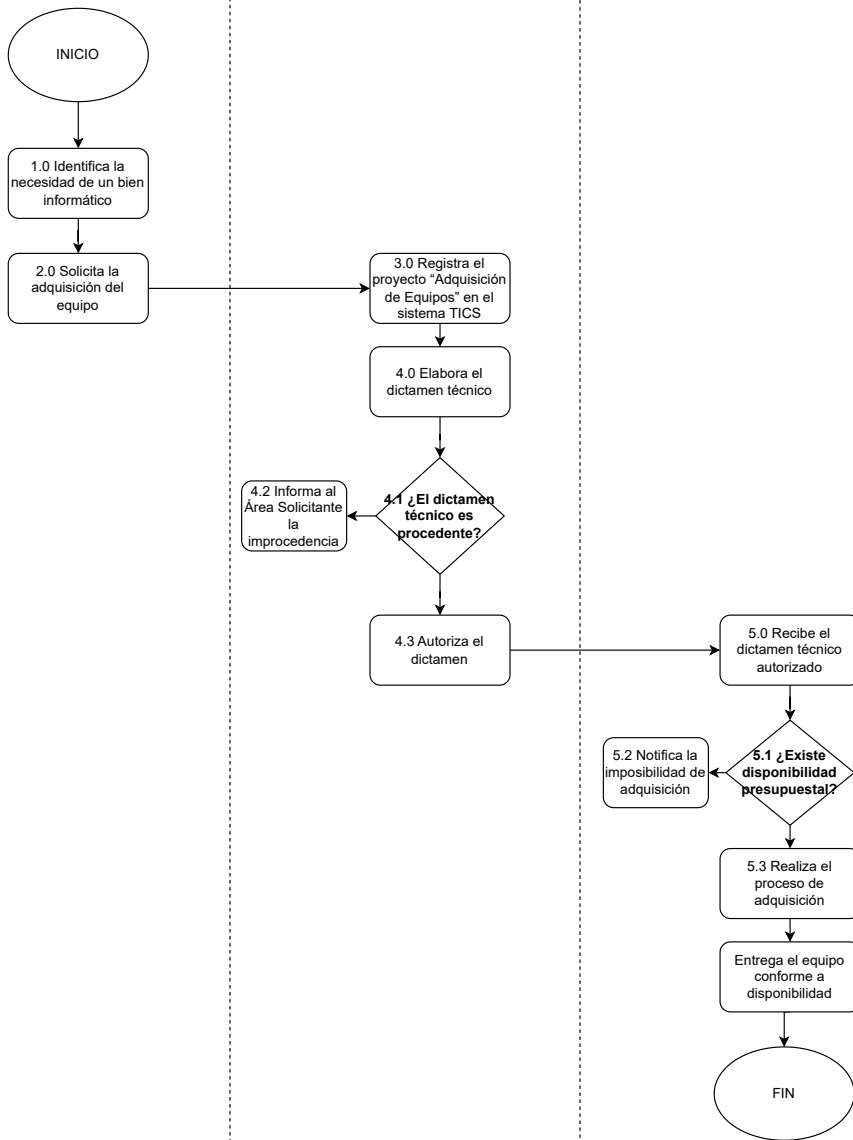 INICIO
1.0 Identifica la
necesidad de un bien
informático
2.0 Solicita la
adquisición del
equipo
3.0 Registra el
proyecto “Adquisición
de Equipos” en el
sistema TICS
4.0 Elabora el
dictamen técnico
4.1 ¿El dictamen
técnico es
procedente?
4.2 Informa al
Área Solicitante
la
improcedencia
4.3 Autoriza el
dictamen
5.0 Recibe el
dictamen técnico
autorizado
5.1 ¿Existe
disponibilidad
presupuestal?
5.2 Notifica la
imposibilidad de
adquisición
5.3 Realiza el
proceso de
adquisición
Entrega el equipo
conforme a
disponibilidad
FIN